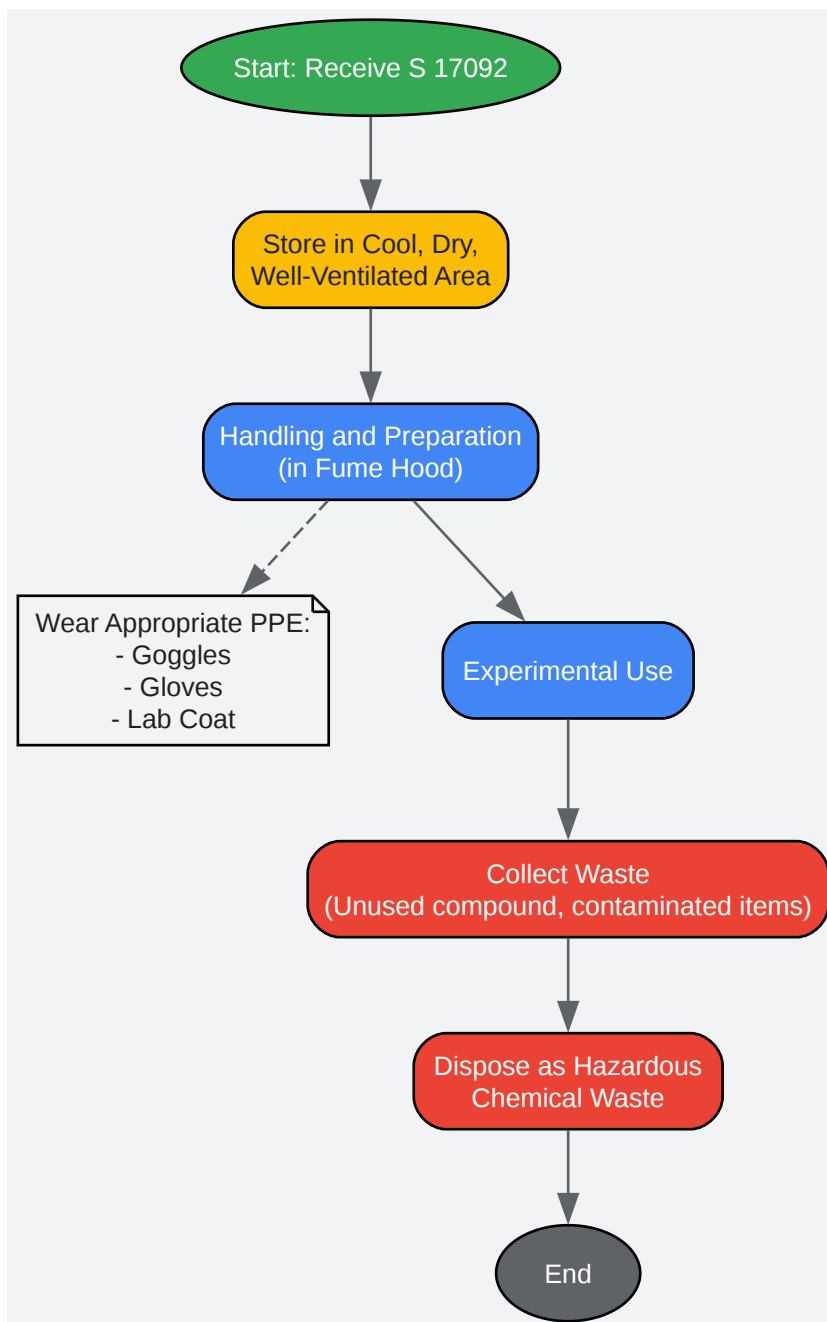 Start: Receive S 17092
Store in Cool, Dry,
Well-Ventilated Area
Handling and Preparation
(in Fume Hood)
Wear Appropriate PPE:
- Goggles
- Gloves
- Lab Coat
Experimental Use
Collect Waste
(Unused compound, contaminated items)
Dispose as Hazardous
Chemical Waste
End